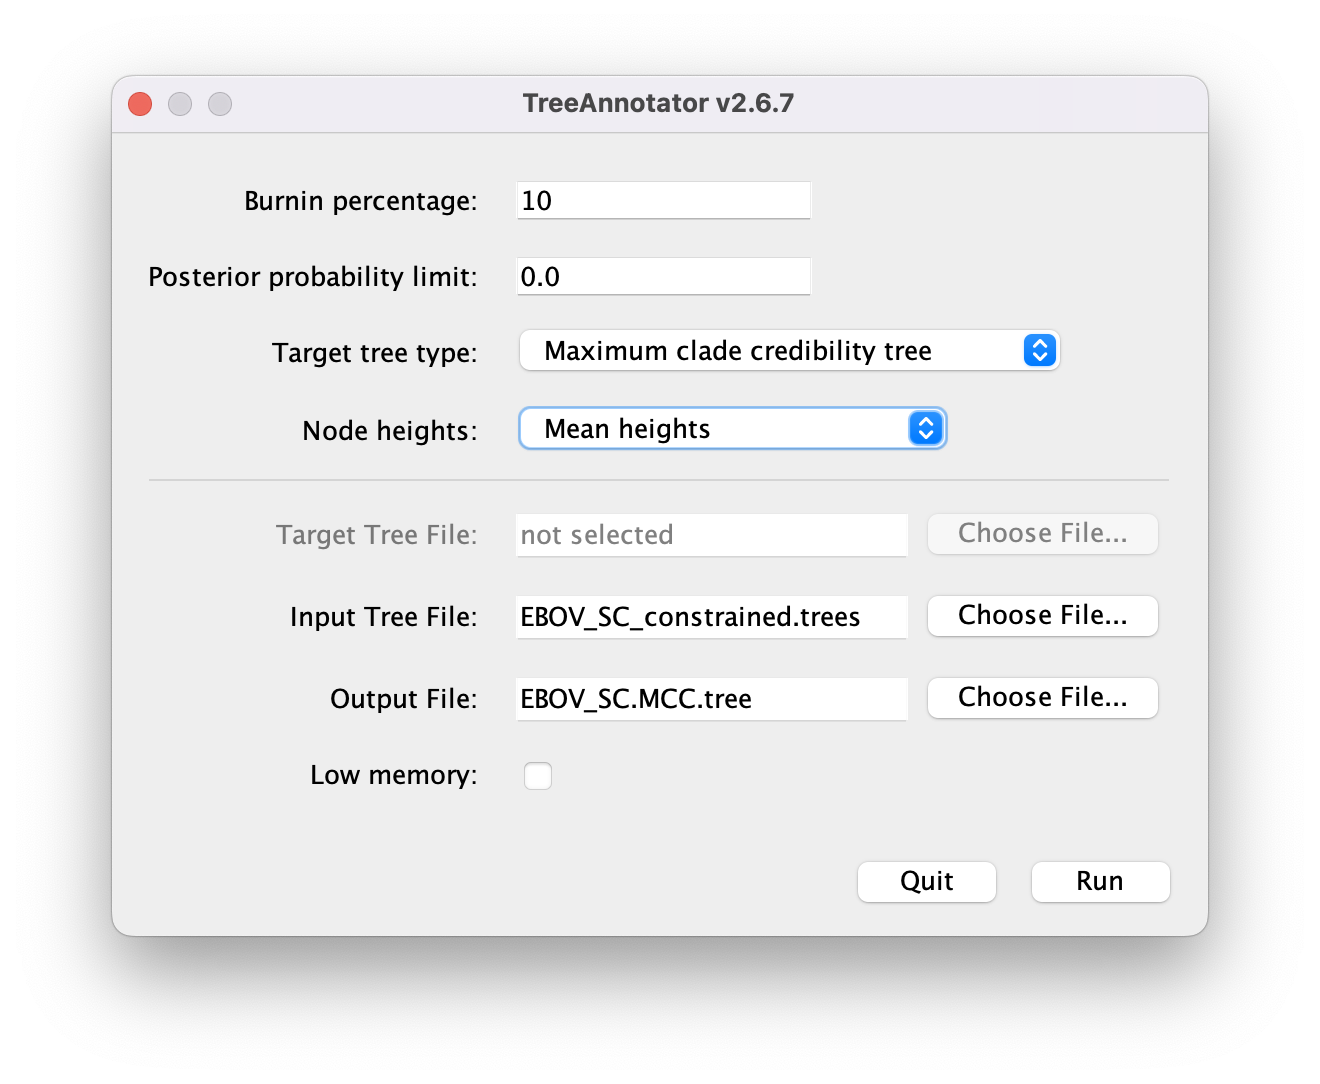 TreeAnnotator v2.6.7
Burnin percentage: 10
Posterior probability limit: 0.0
Target tree type: Maximum clade credibility tree
Node heights: Mean heights
Target Tree File: not selected Choose File...
Input Tree File: EBOV_SC_constrained.trees Choose File...
Output File: EBOV_SC.MCC.tree Choose File...
Low memory:
Quit Run